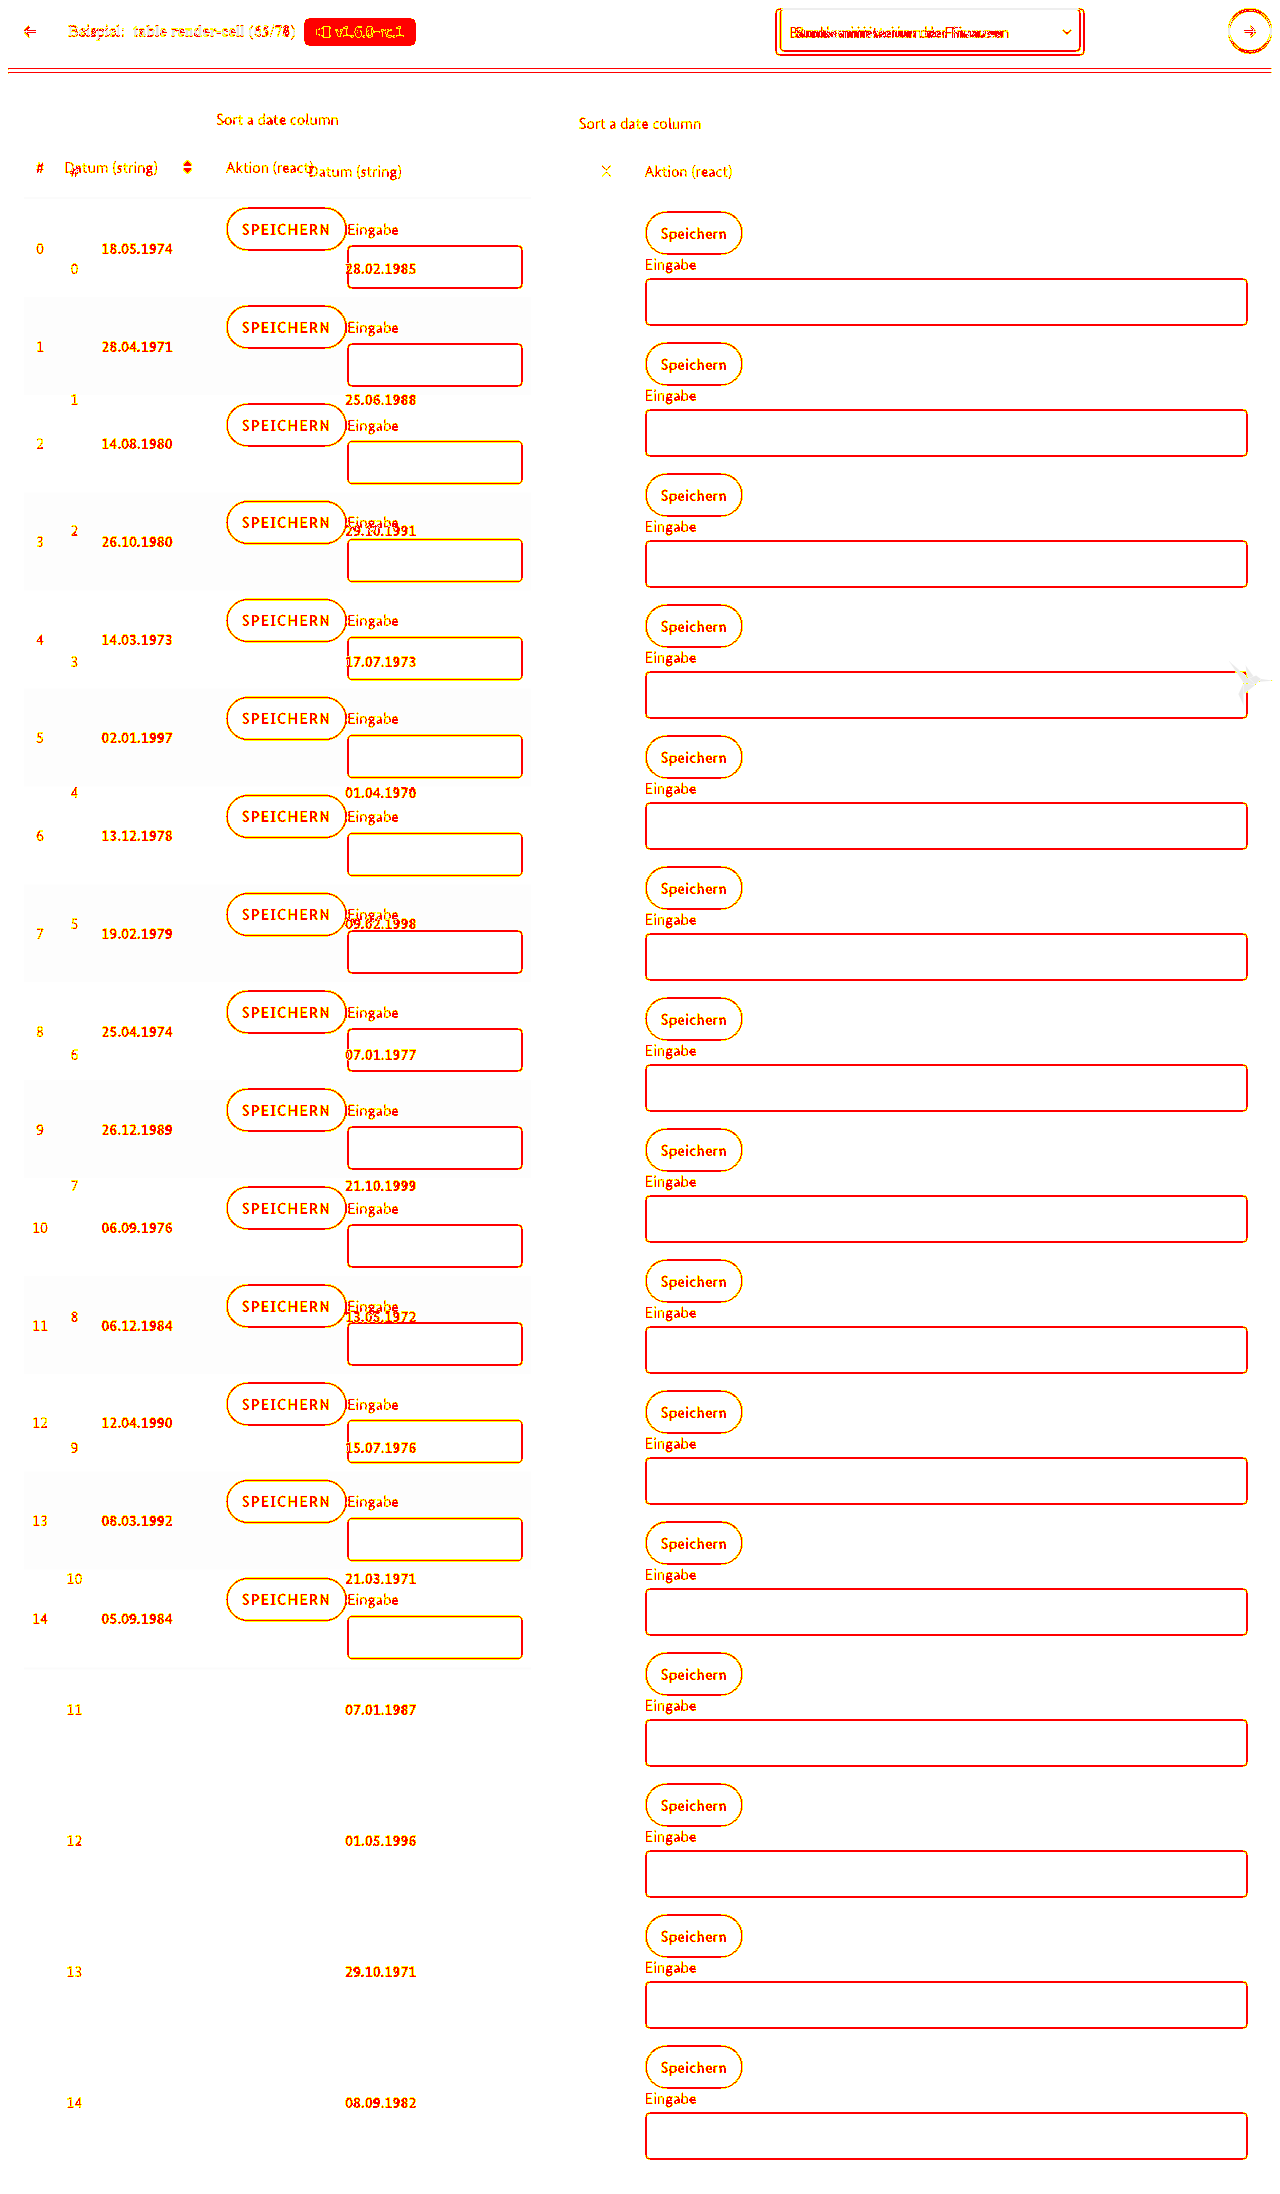 Beispiel: table render-cell (65/78) v1.6.0-rc.1
Sort a date column
Sort a date column
# Datum (string) Aktion (react)
# Datum (string) Aktion (react)
0 18.05.1974 SPEICHERN Eingabe
0 28.02.1985 Speichern Eingabe
1 28.04.1971 SPEICHERN Eingabe
1 25.06.1988 Speichern Eingabe
2 14.08.1980 SPEICHERN Eingabe
2 29.10.1991 Speichern Eingabe
3 26.10.1980 SPEICHERN Eingabe
3 17.07.1973 Speichern Eingabe
4 14.03.1973 SPEICHERN Eingabe
4 01.04.1970 Speichern Eingabe
5 02.01.1997 SPEICHERN Eingabe
5 09.02.1998 Speichern Eingabe
6 13.12.1978 SPEICHERN Eingabe
6 07.01.1977 Speichern Eingabe
7 19.02.1979 SPEICHERN Eingabe
7 21.10.1999 Speichern Eingabe
8 25.04.1974 SPEICHERN Eingabe
8 13.05.1972 Speichern Eingabe
9 26.12.1989 SPEICHERN Eingabe
9 15.07.1976 Speichern Eingabe
10 06.09.1976 SPEICHERN Eingabe
10 21.03.1971 Speichern Eingabe
11 06.12.1984 SPEICHERN Eingabe
11 07.01.1987 Speichern Eingabe
12 12.04.1990 SPEICHERN Eingabe
12 01.05.1996 Speichern Eingabe
13 08.03.1992 SPEICHERN Eingabe
13 29.10.1971 Speichern Eingabe
14 05.09.1984 SPEICHERN Eingabe
14 08.09.1982 Speichern Eingabe